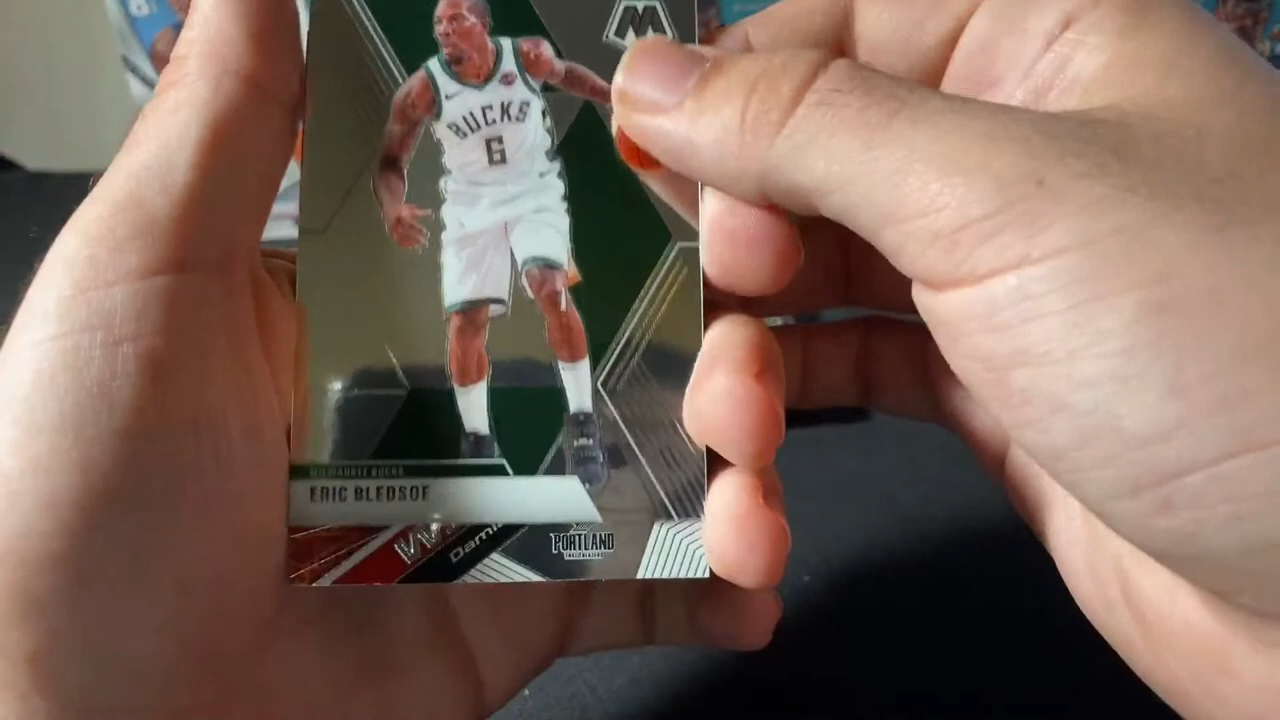 M
BUCKS
6
MILWAUKEE BUCKS
ERIC BLEDSOE
PORTLAND
TRAIL BLAZERS